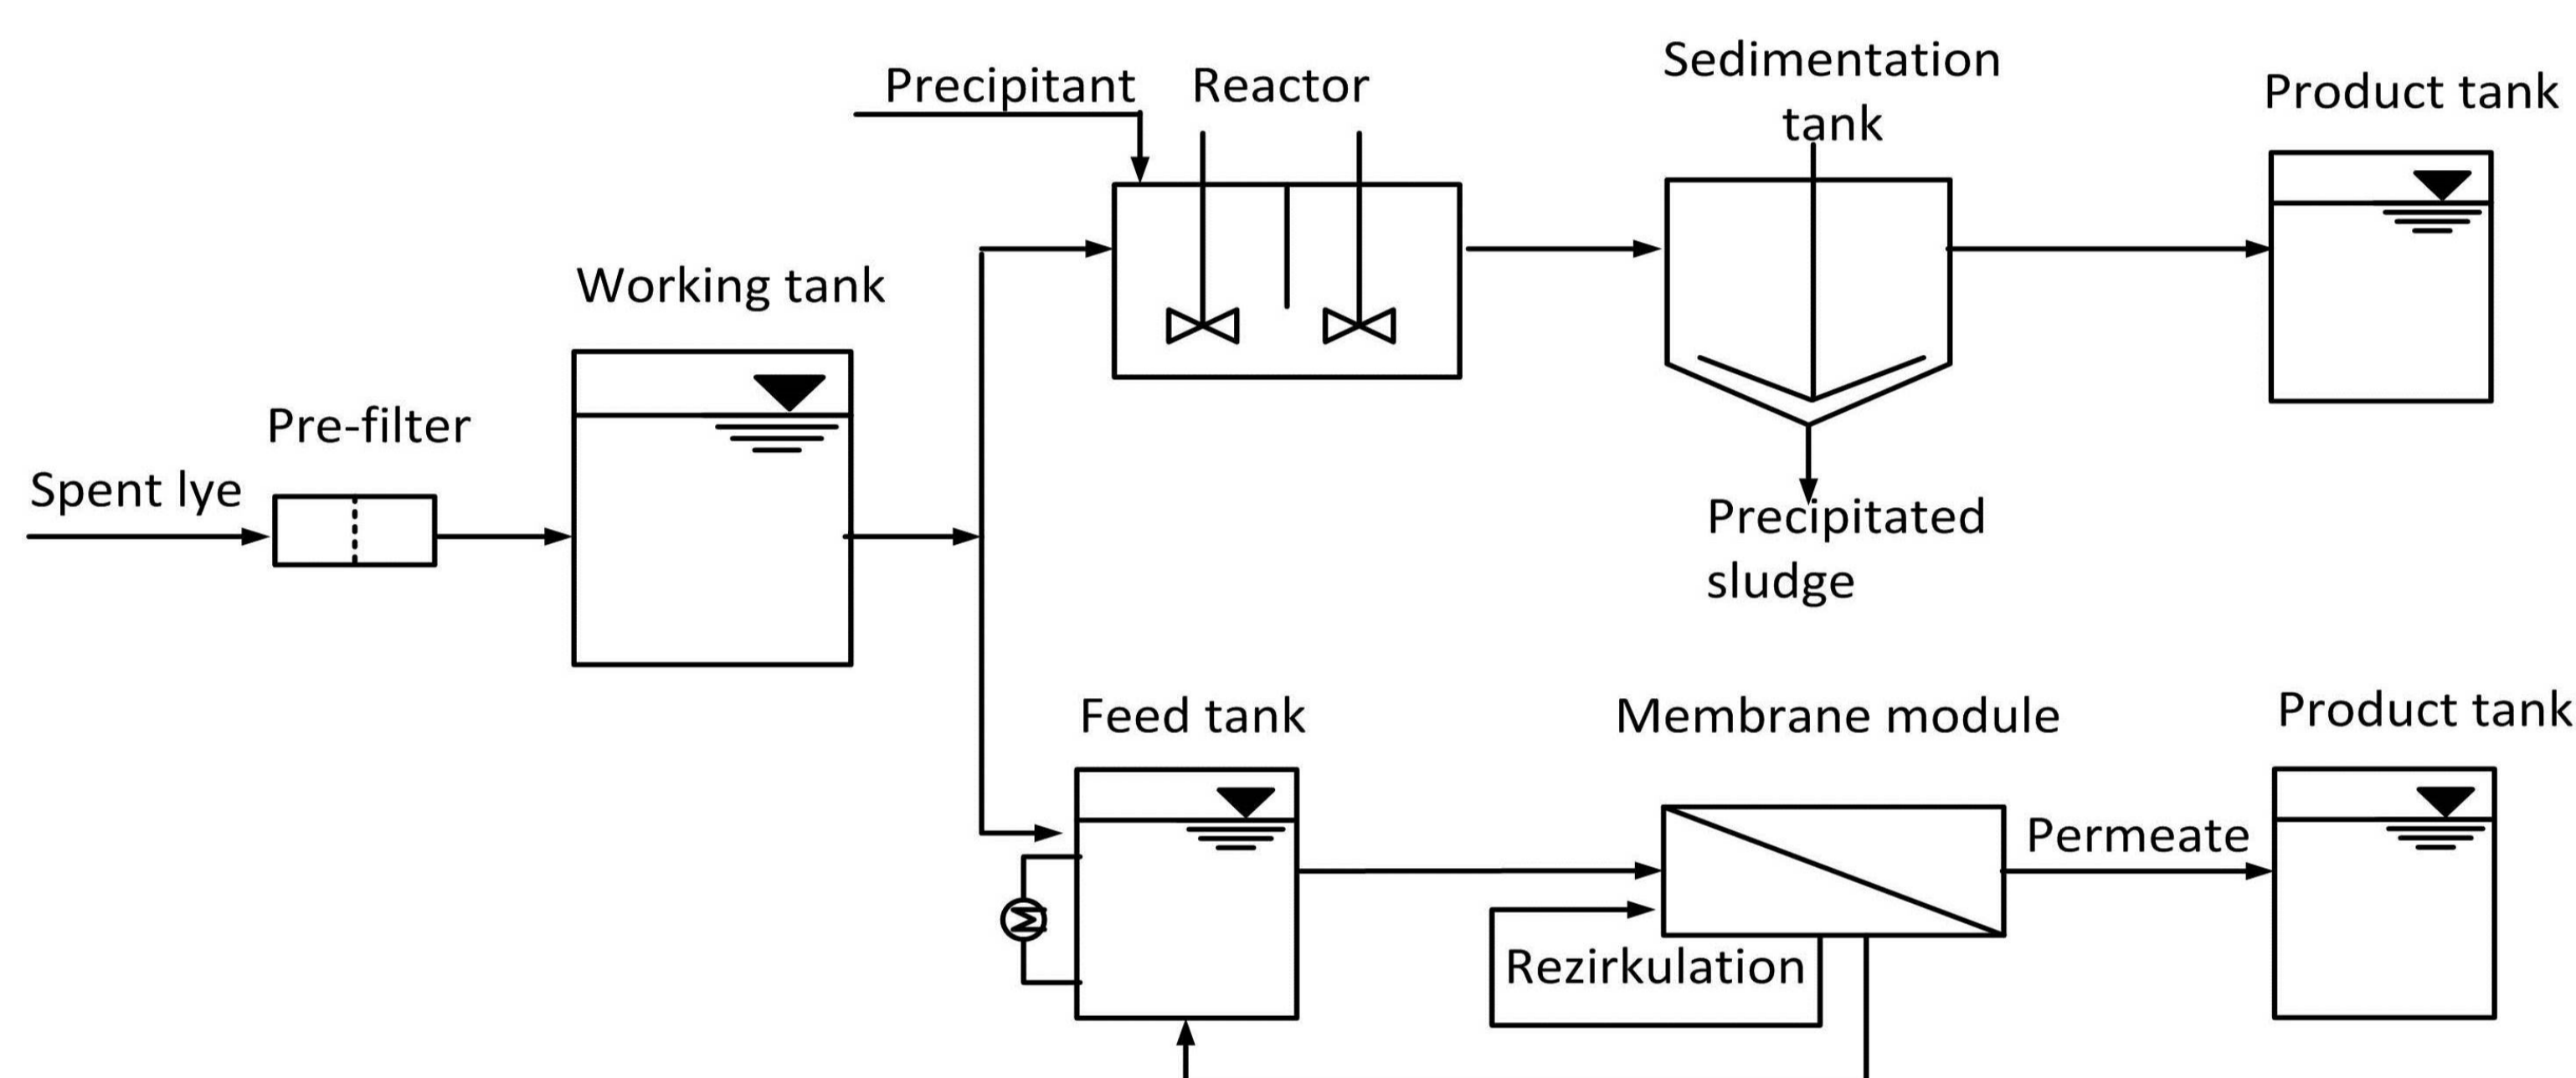 Sedimentation
tank
Precipitant
Reactor
Product tank
Working tank
Pre-filter
Spent lye
Precipitated
sludge
Feed tank
Membrane module
Product tank
Permeate
Rezirkulation